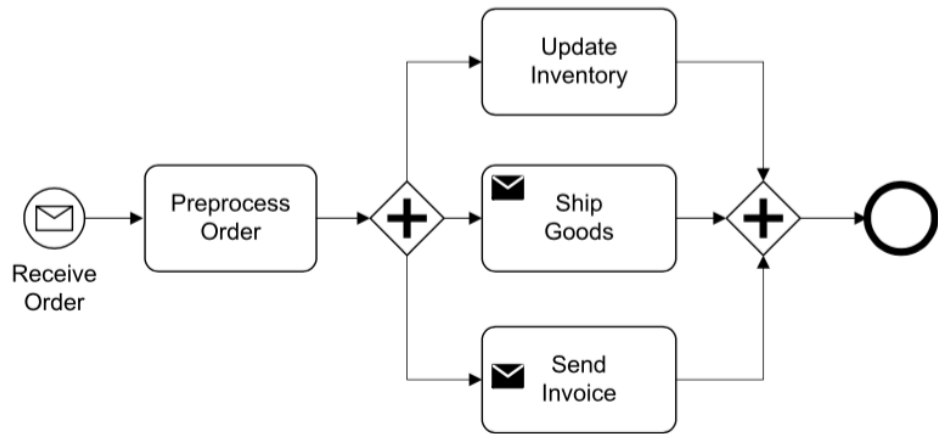 Receive
Order
Preprocess
Order
Update
Inventory
Ship
Goods
Send
Invoice